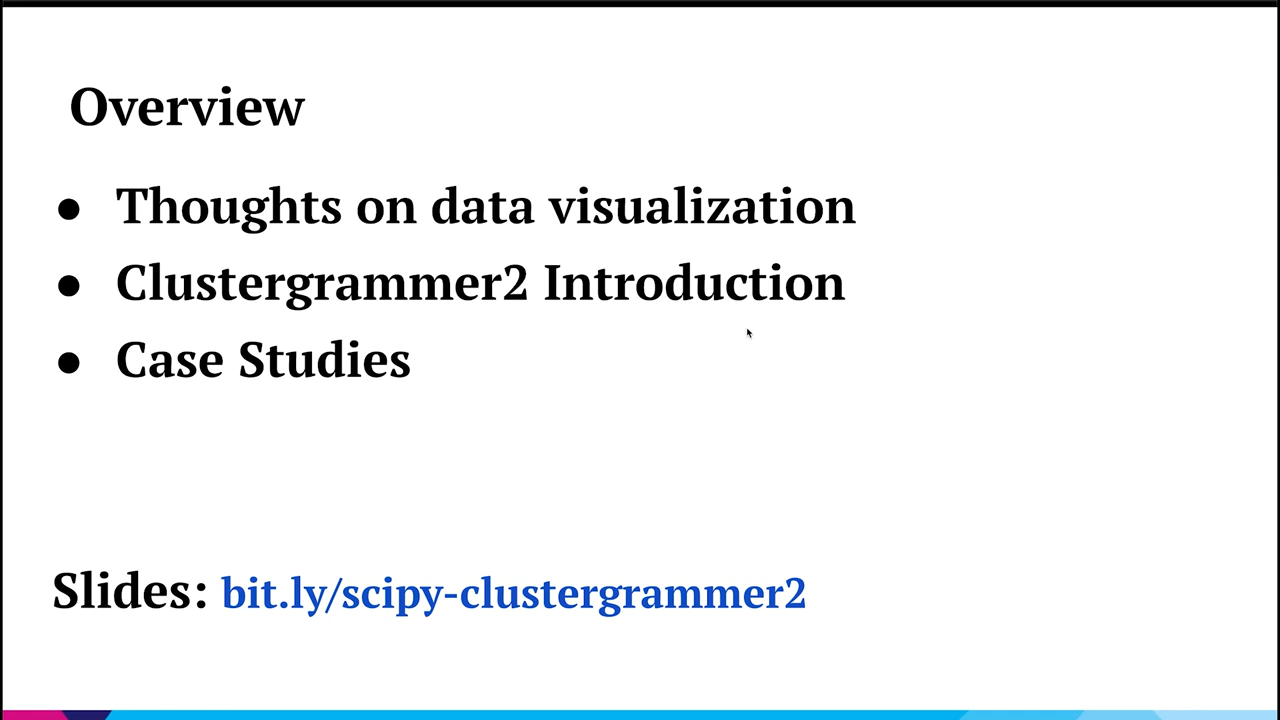 Overview
● Thoughts on data visualization
● Clustergrammer2 Introduction
● Case Studies
Slides: bit.ly/scipy-clustergrammer2